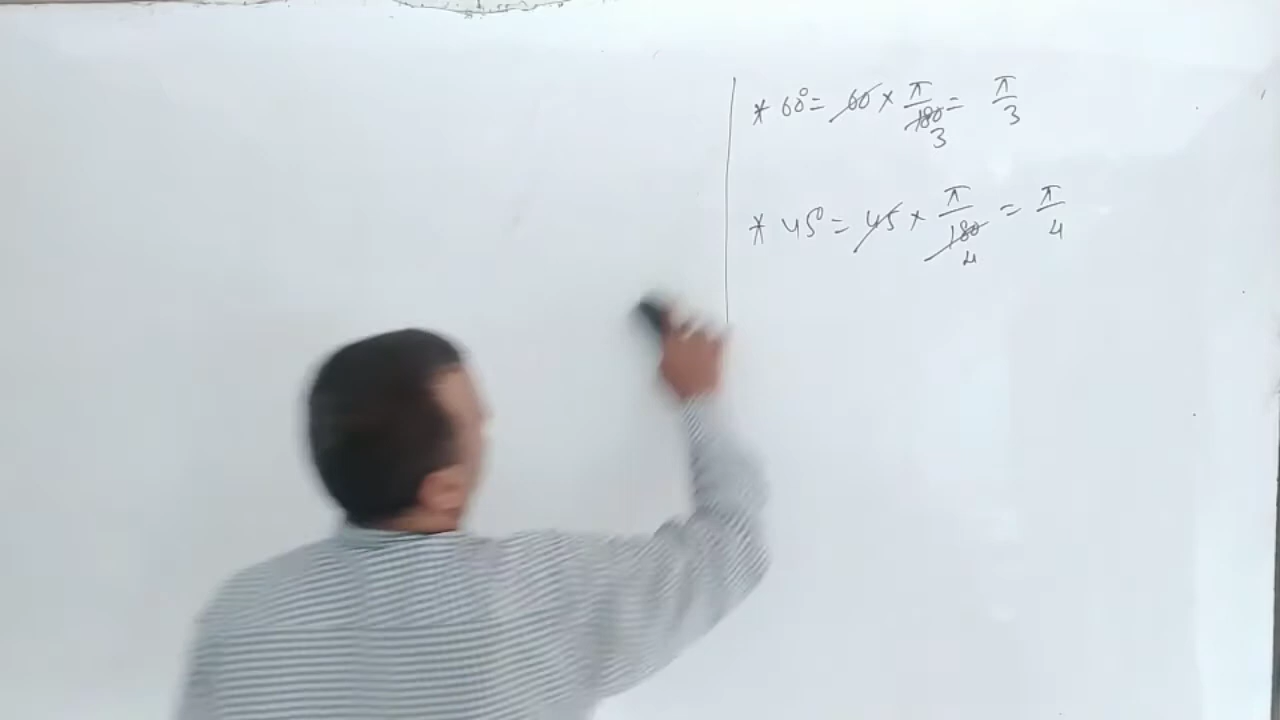 * 60° = 60 × π/180 3 = π/3
* 45° = 45 × π/180 4 = π/4